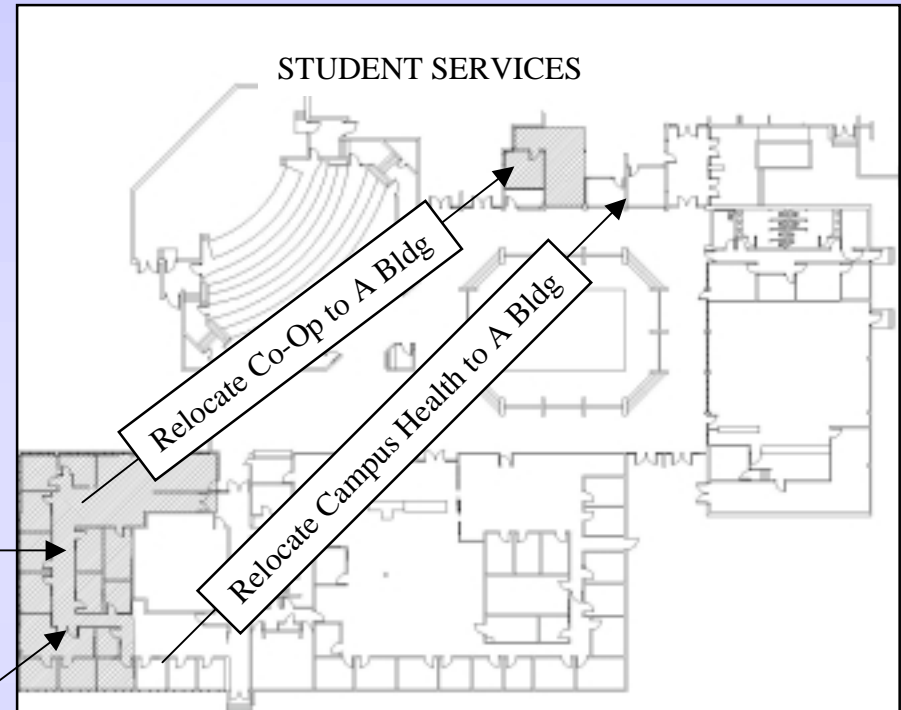 STUDENT SERVICES
Relocate Co-Op to A Bldg
Relocate Campus Health to A Bldg